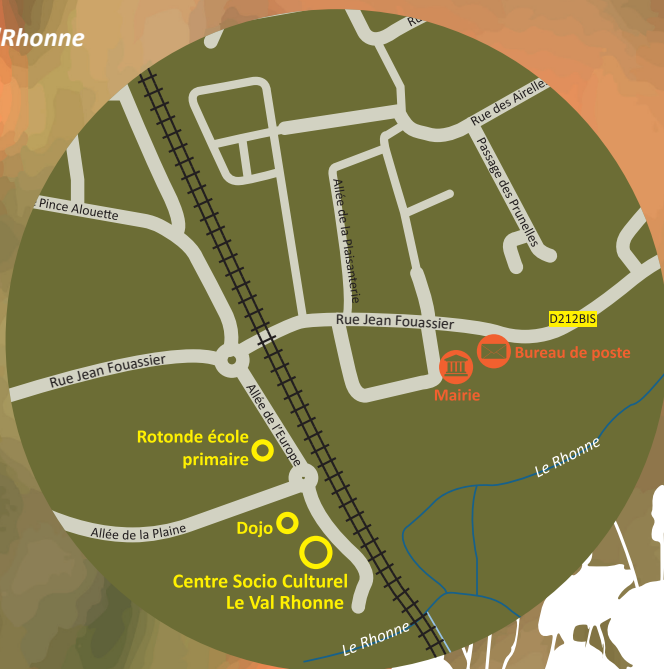 Rhonne
Ru
Rue des Airelles
Passage des Prunelles
Pince Alouette
Allée de la Plaisanterie
D212BIS
Rue Jean Fouassier
Bureau de poste
Mairie
Rue Jean Fouassier
Allée de l'Europe
Rotonde école
primaire
Le Rhonne
Allée de la Plaine
Dojo
Centre Socio Culturel
Le Val Rhonne
Le Rhonne